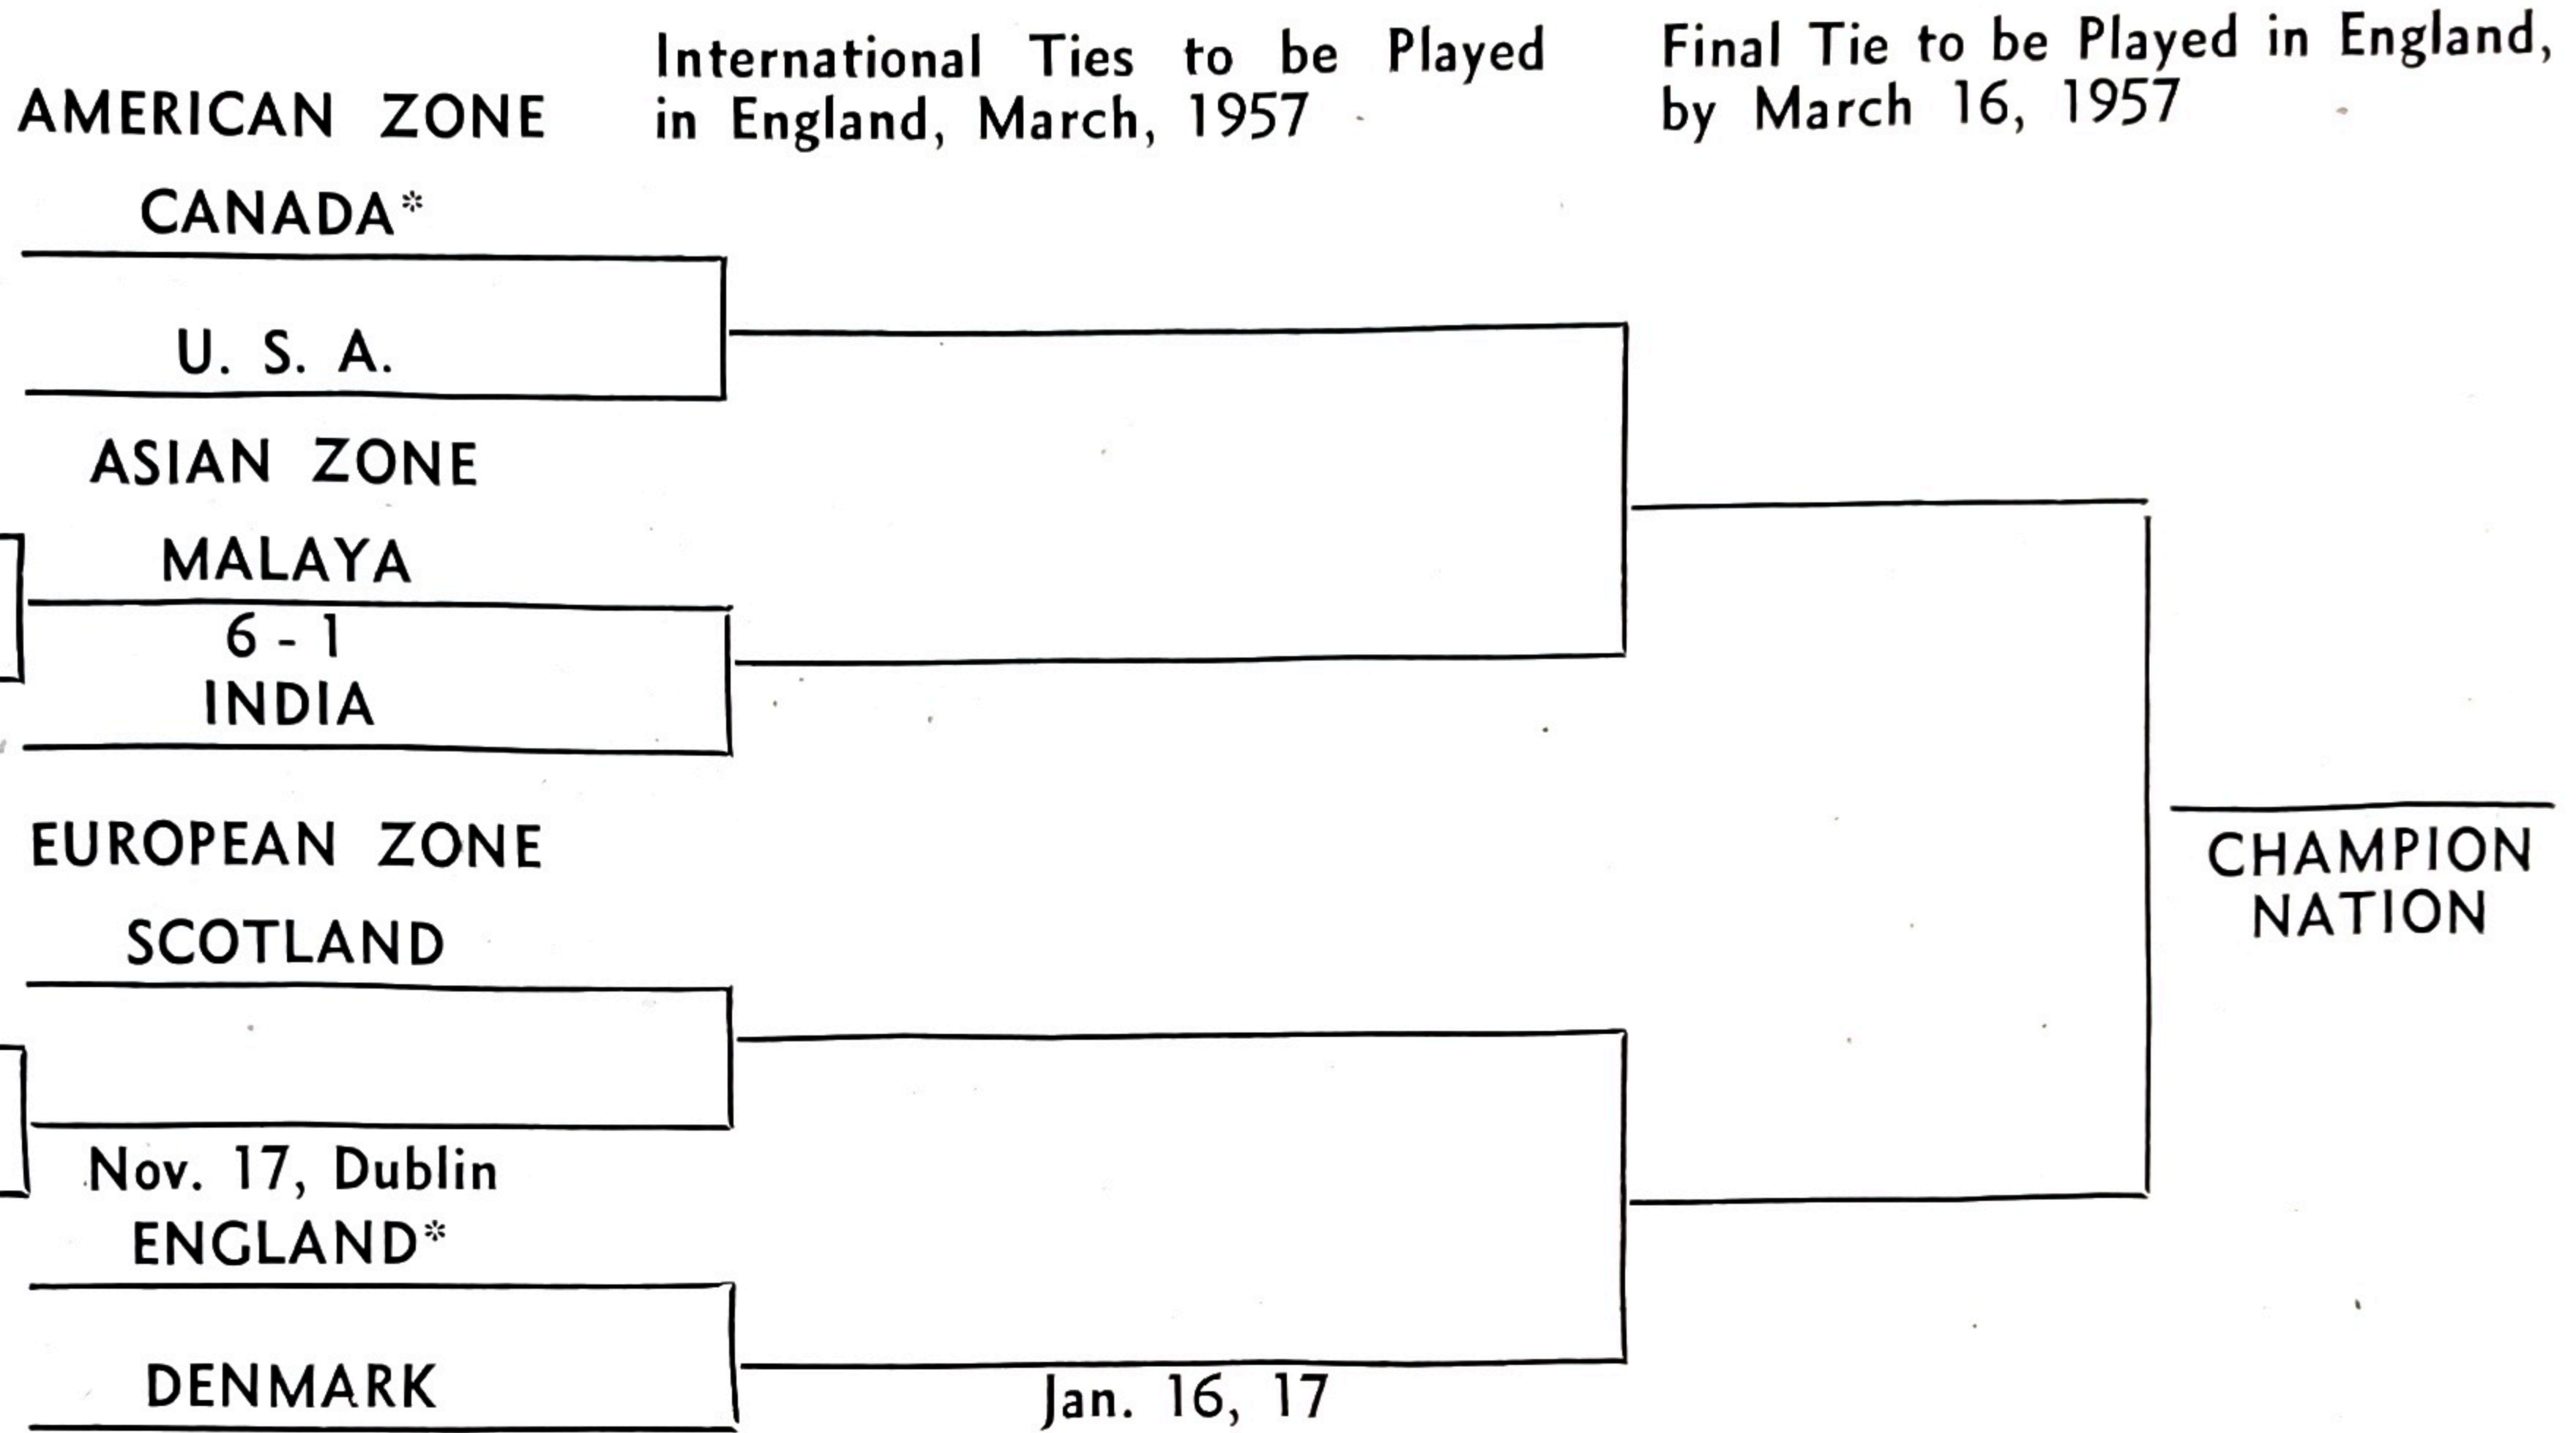 AMERICAN ZONE
International Ties to be Played
in England, March, 1957
Final Tie to be Played in England,
by March 16, 1957
CANADA*
U. S. A.
ASIAN ZONE
MALAYA
6 - 1
INDIA
EUROPEAN ZONE
SCOTLAND
Nov. 17, Dublin
ENGLAND*
DENMARK
Jan. 16, 17
CHAMPION
NATION